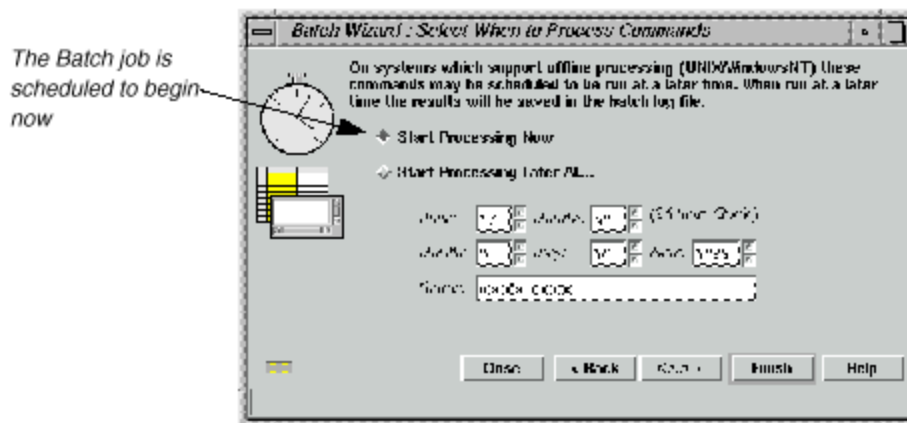 The Batch job is
scheduled to begin
now
Batch Wizard : Select When to Process Commands
On systems which support offline processing (UNIX/WindowsNT) these
commands may be scheduled to be run at a later time. When run at a later
time the results will be saved in the batch log file.
Start Processing Now
Start Processing Later At...
(24 hour Clock)
Name:
Close
< Back
Next >
Finish
Help